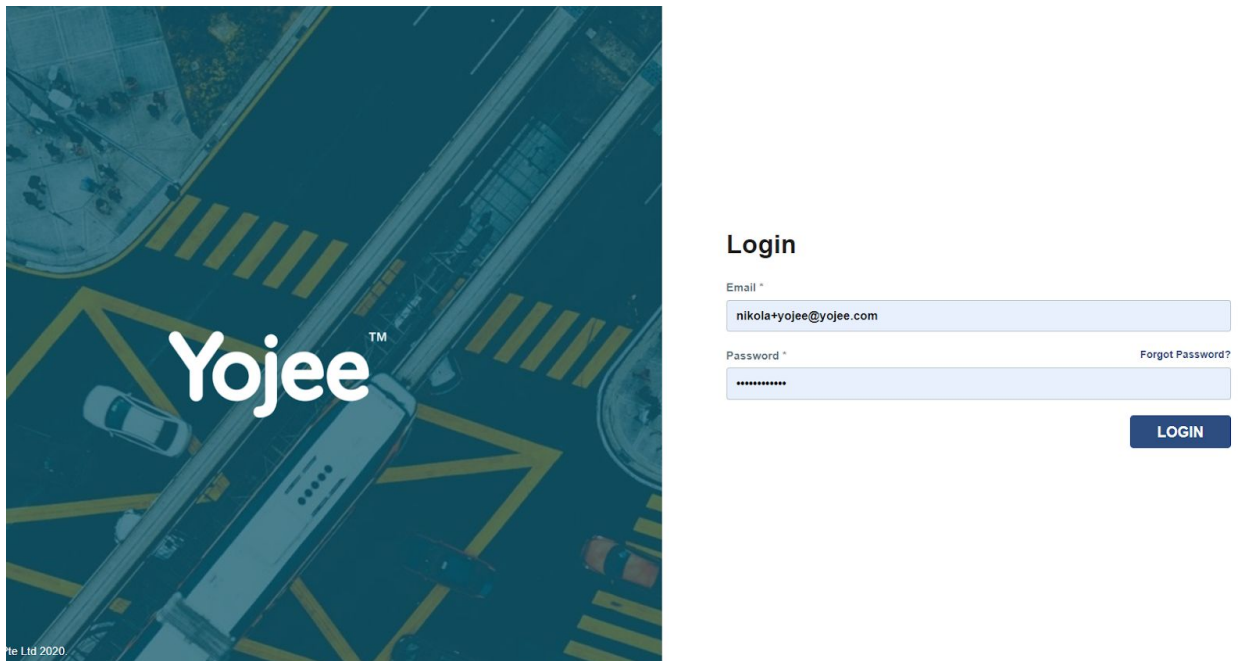 Yojee™
Pte Ltd 2020.
Login
Email *
nikola+yojee@yojee.com
Password *
Forgot Password?
••••••••••••
LOGIN